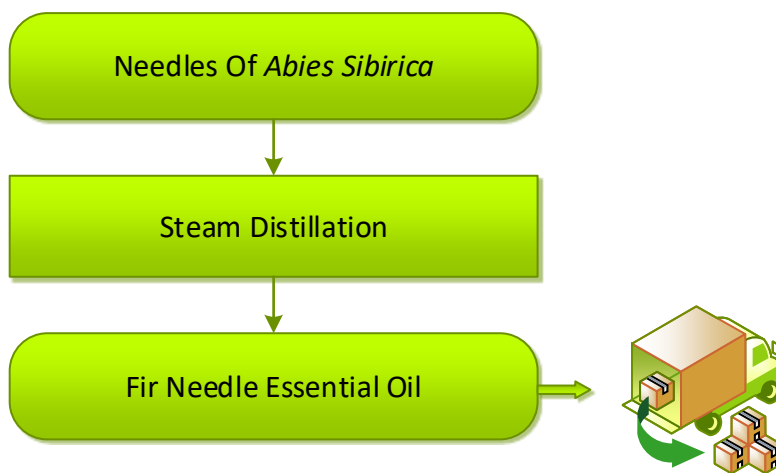 Needles Of Abies Sibirica
Steam Distillation
Fir Needle Essential Oil